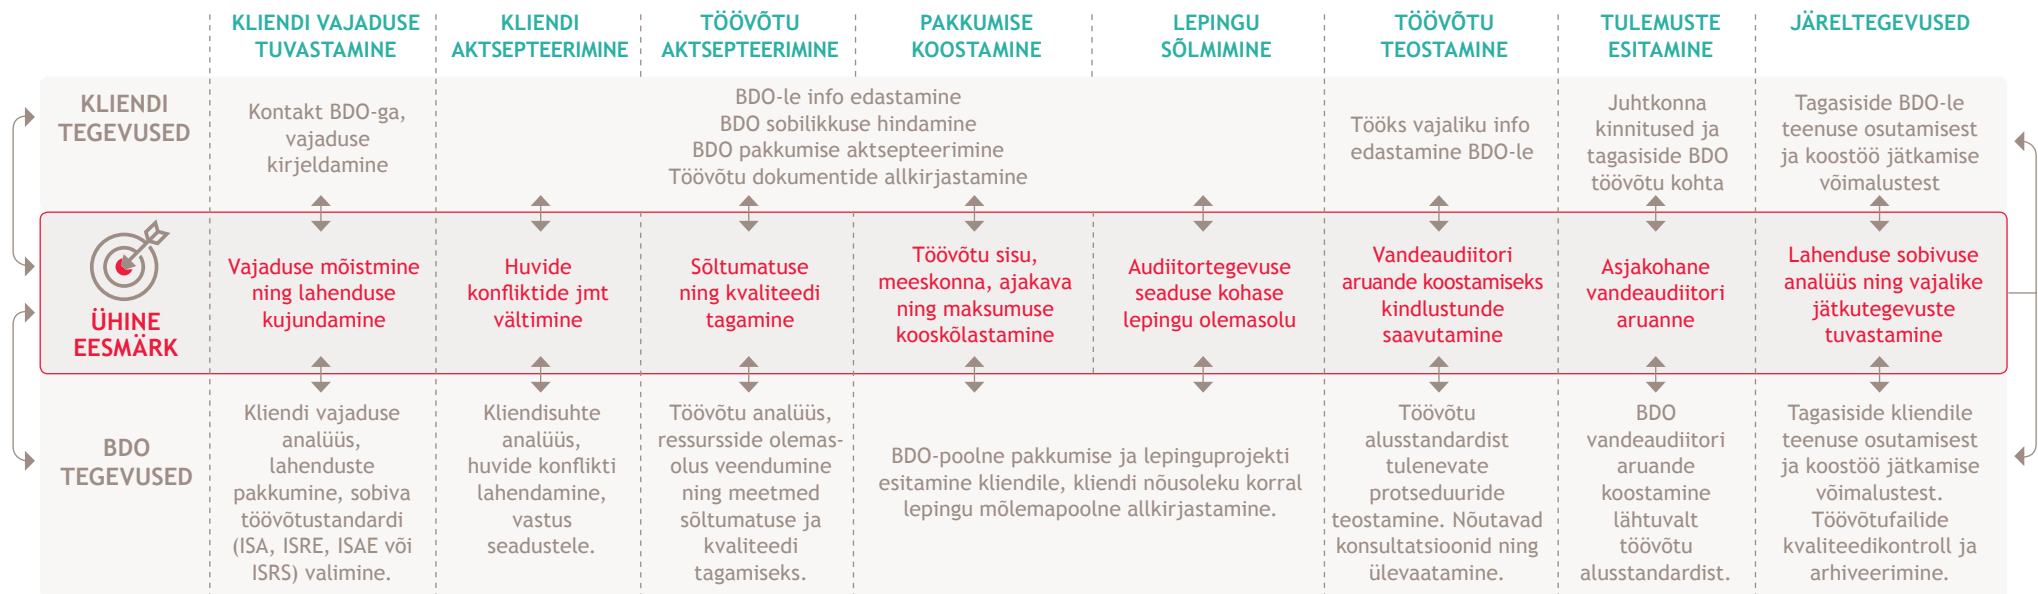 KLIENDI VAJADUSE
TUVASTAMINE
KLIENDI
AKTSEPTEERIMINE
TÖÖVÕTU
AKTSEPTEERIMINE
PAKKUMISE
KOOSTAMINE
LEPINGU
SÕLMIMINE
TÖÖVÕTU
TEOSTAMINE
TULEMUSTE
ESITAMINE
JÄRELTEGEVUSED
KLIENDI
TEGEVUSED
Kontakt BDO-ga,
vajaduse
kirjeldamine
BDO-le info edastamine
BDO sobilikkuse hindamine
BDO pakkumise aktsepteerimine
Töövõtu dokumentide allkirjastamine
Tööks vajaliku info
edastamine BDO-le
Juhtkonna
kinnitused ja
tagasiside BDO
töövõtu kohta
Tagasiside BDO-le
teenuse osutamisest
ja koostöö jätkamise
võimalustest
ÜHINE
EESMÄRK
Vajaduse mõistmine
ning lahenduse
kujundamine
Huvide
konfliktide jmt
vältimine
Sõltumatuse
ning kvaliteedi
tagamine
Töövõtu sisu,
meeskonna, ajakava
ning maksumuse
kooskõlastamine
Audiitortegevuse
seaduse kohase
lepingu olemasolu
Vandeaudiitori
aruande koostamiseks
kindlustunde
saavutamine
Asjakohane
vandeaudiitori
aruanne
Lahenduse sobivuse
analüüs ning vajalike
jätkutegevuste
tuvastamine
BDO
TEGEVUSED
Kliendi vajaduse
analüüs,
lahenduste
pakkumine, sobiva
töövõtustandardi
(ISA, ISRE, ISAE või
ISRS) valimine.
Kliendisuhte
analüüs,
huvide konflikti
lahendamine,
vastus
seadustele.
Töövõtu analüüs,
ressursside olemas-
olus veendumine
ning meetmed
sõltumatuse ja
kvaliteedi
tagamiseks.
BDO-poolne pakkumise ja lepinguprojekti
esitamine kliendile, kliendi nõusoleku korral
lepingu mõlemapoolne allkirjastamine.
Töövõtu
alusstandardist
tulenevate
protseduuride
teostamine. Nõutavad
konsultatsioonid ning
ülevaatamine.
BDO
vandeaudiitori
aruande
koostamine
lähtuvalt
töövõtu
alusstandardist.
Tagasiside kliendile
teenuse osutamisest
ja koostöö jätkamise
võimalustest.
Töövõtufailide
kvaliteedikontroll ja
arhiveerimine.